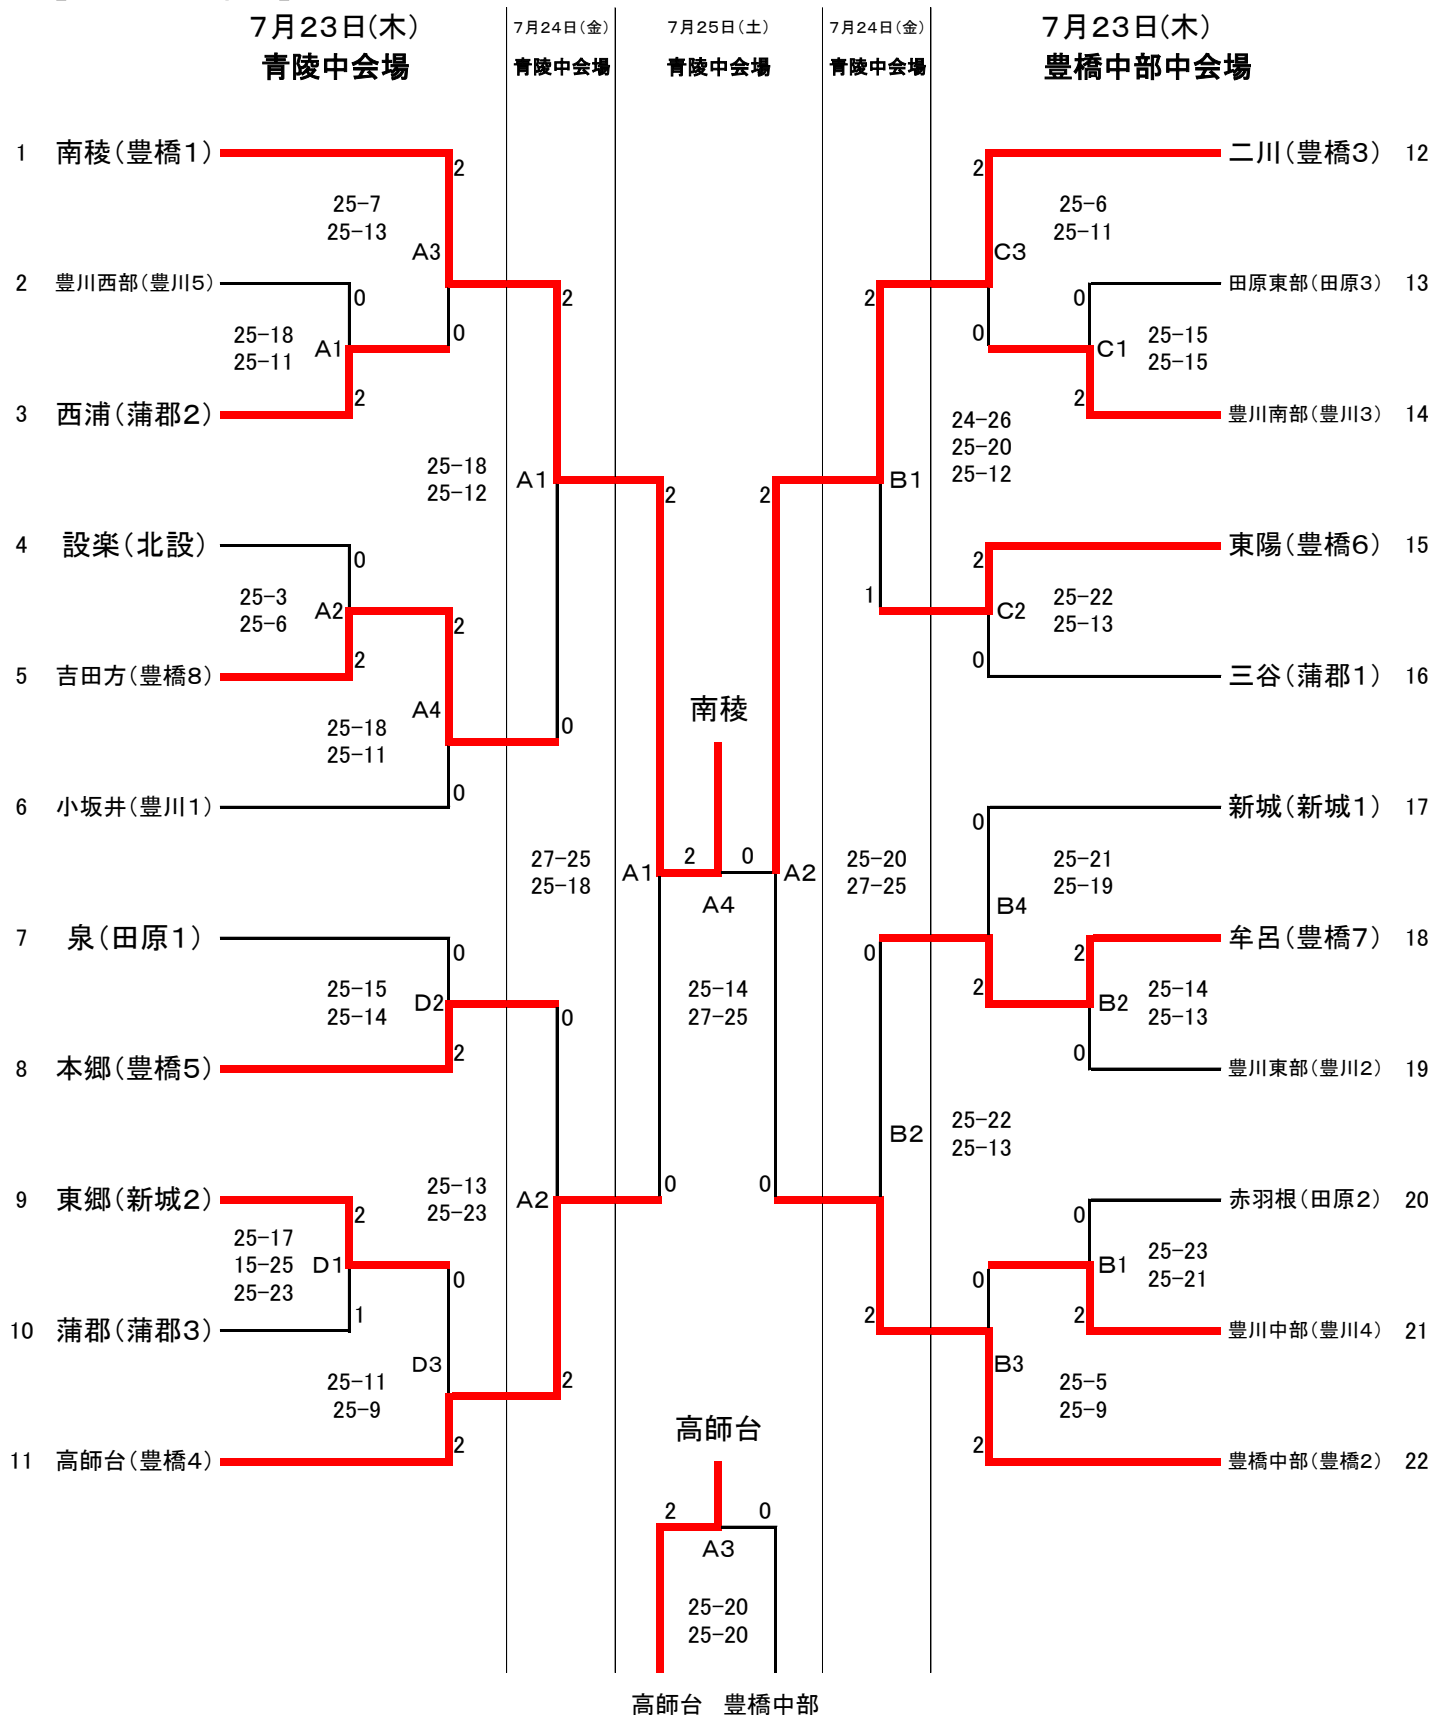 7月23日(木)
青陵中会場
7月24日(金)
青陵中会場
7月25日(土)
青陵中会場
7月24日(金)
青陵中会場
7月23日(木)
豊橋中部中会場
1 南稜(豊橋1)
2
25-7
25-13
A3
2 豊川西部(豊川5)
0
25-18
25-11
A1
0
3 西浦(蒲郡2)
2
2
25-18
25-12
A1
4 設楽(北設)
0
25-3
25-6
A2
2
5 吉田方(豊橋8)
2
25-18
25-11
A4
0
6 小坂井(豊川1)
0
7 泉(田原1)
0
25-15
25-14
D2
0
8 本郷(豊橋5)
2
25-13
25-23
A2
9 東郷(新城2)
2
25-17
15-25
25-23
D1
0
10 蒲郡(蒲郡3)
1
25-11
25-9
D3
2
11 高師台(豊橋4)
2
2
27-25
25-18
A1
0
南稜
2 0
A4
25-14
27-25
2
A2
25-20
27-25
0
高師台
2 0
A3
25-20
25-20
高師台 豊橋中部
二川(豊橋3) 12
2
25-6
25-11
C3
田原東部(田原3) 13
0
0
C1
25-15
25-15
豊川南部(豊川3) 14
2
2
B1
24-26
25-20
25-12
1
東陽(豊橋6) 15
2
C2
25-22
25-13
三谷(蒲郡1) 16
0
新城(新城1) 17
0
25-21
25-19
B4
牟呂(豊橋7) 18
2
2
B2
25-14
25-13
豊川東部(豊川2) 19
0
0
B2
25-22
25-13
2
赤羽根(田原2) 20
0
0
B1
25-23
25-21
豊川中部(豊川4) 21
2
B3
25-5
25-9
豊橋中部(豊橋2) 22
2